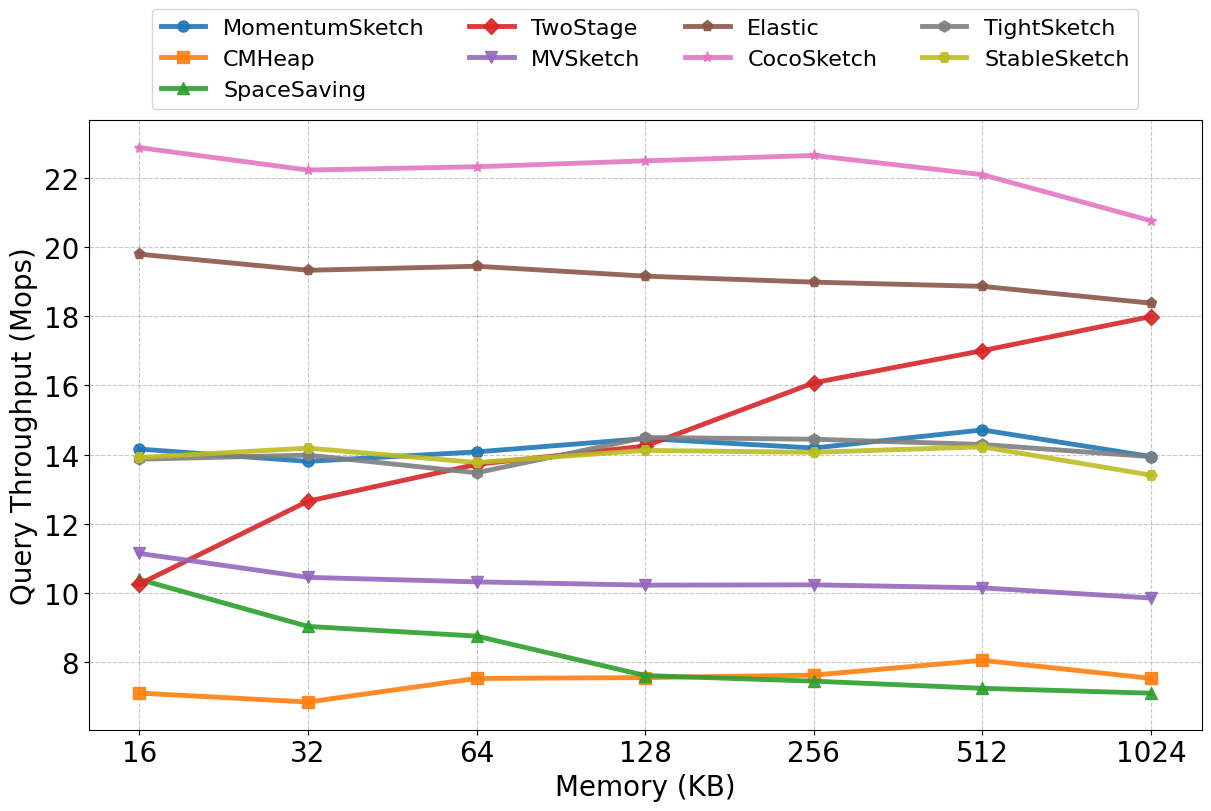 MomentumSketch TwoStage Elastic TightSketch
CMHeap MVSketch CocoSketch StableSketch
SpaceSaving
22
20
18
16
14
12
10
8
Query Throughput (Mops)
16 32 64 128 256 512 1024
Memory (KB)